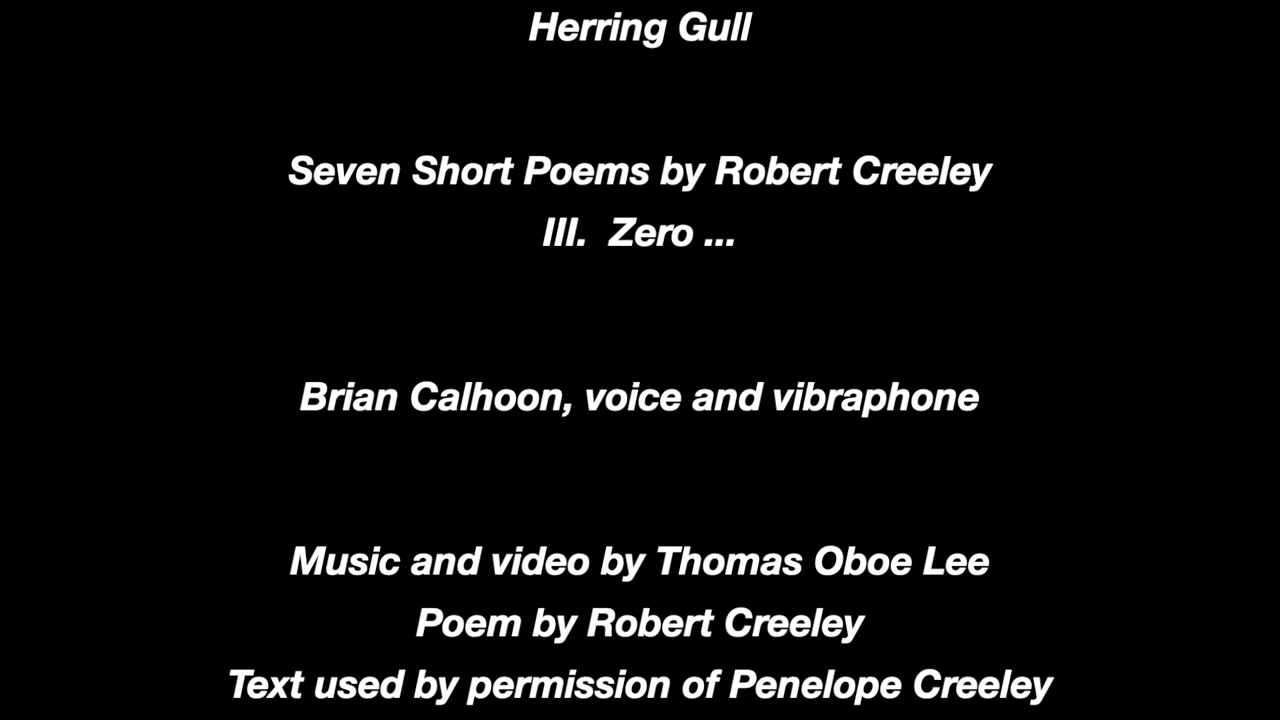 Herring Gull
Seven Short Poems by Robert Creeley
III.  Zero ...
Brian Calhoon, voice and vibraphone
Music and video by Thomas Oboe Lee
Poem by Robert Creeley
Text used by permission of Penelope Creeley